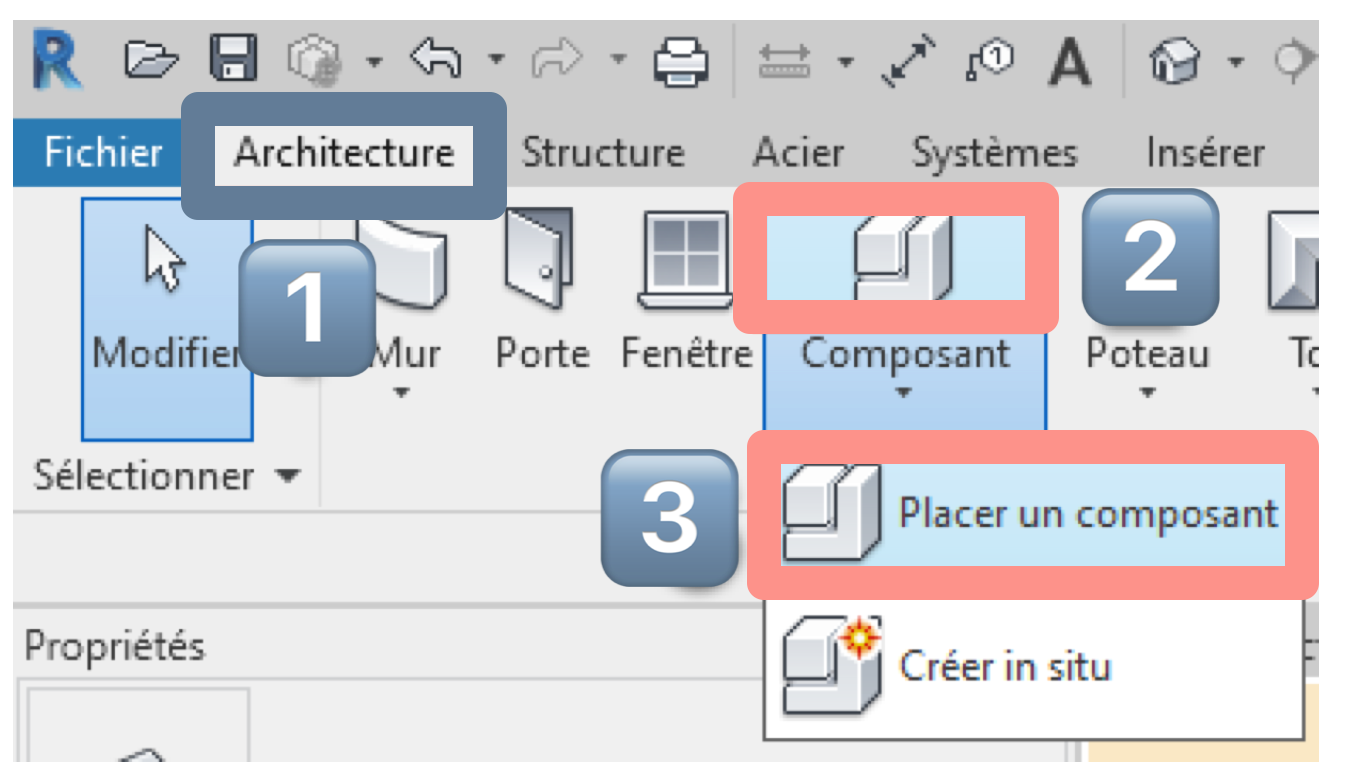 R
1
A
Fichier Architecture Structure Acier Systèmes Insérer
1
2
Modifier Mur Porte Fenêtre Composant Poteau
Sélectionner
3
Placer un composant
Propriétés
Créer in situ